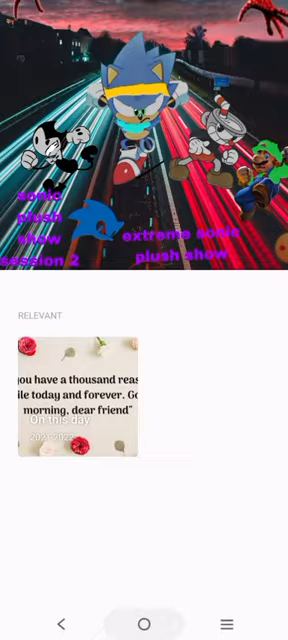 sonic
plush
show
session 2
extreme sonic
plush show
RELEVANT
you have a thousand reas
ile today and forever. Go
morning, dear friend"
On this day